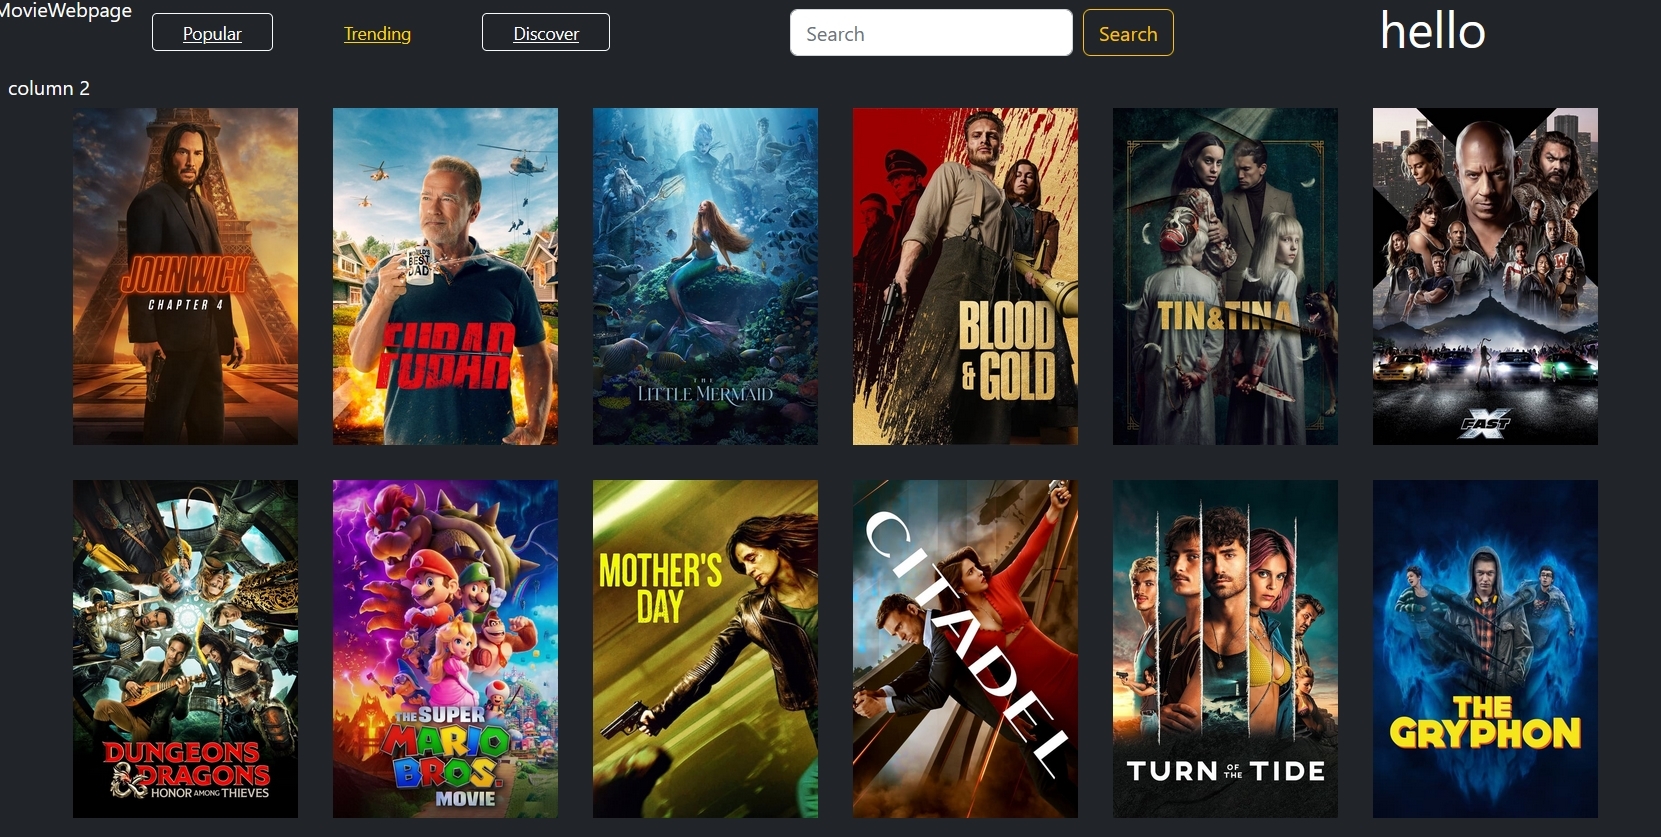 MovieWebpage
Popular
Trending
Discover
Search
Search
hello
column 2
JOHN WICK
CHAPTER 4
WORLD'S
BEST
DAD
FUBAR
FUBAR
THE
LITTLE MERMAID
BLOOD
& GOLD
TIN & TINA
FAST
X
DUNGEONS
& DRAGONS
HONOR AMONG THIEVES
THE SUPER
MARIO
BROS.
MOVIE
MOTHER'S
DAY
CITADEL
TURN OF THE TIDE
THE
GRYPHON